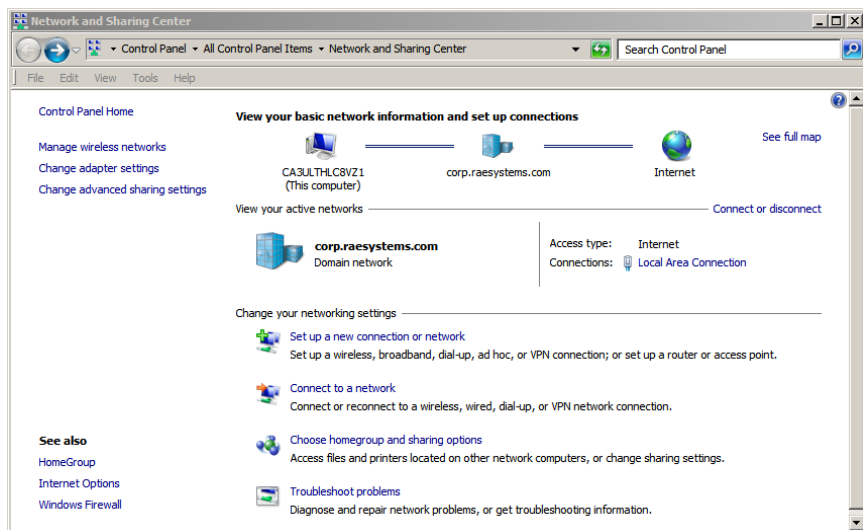 Network and Sharing Center
Control Panel All Control Panel Items Network and Sharing Center
Search Control Panel
File Edit View Tools Help
Control Panel Home
Manage wireless networks
Change adapter settings
Change advanced sharing settings
View your basic network information and set up connections
See full map
CA3ULTHLC8VZ1
(This computer)
corp.raesystems.com
Internet
View your active networks
Connect or disconnect
corp.raesystems.com
Domain network
Access type: Internet
Connections: Local Area Connection
Change your networking settings
Set up a new connection or network
Set up a wireless, broadband, dial-up, ad hoc, or VPN connection; or set up a router or access point.
Connect to a network
Connect or reconnect to a wireless, wired, dial-up, or VPN network connection.
Choose homegroup and sharing options
Access files and printers located on other network computers, or change sharing settings.
Troubleshoot problems
Diagnose and repair network problems, or get troubleshooting information.
See also
HomeGroup
Internet Options
Windows Firewall